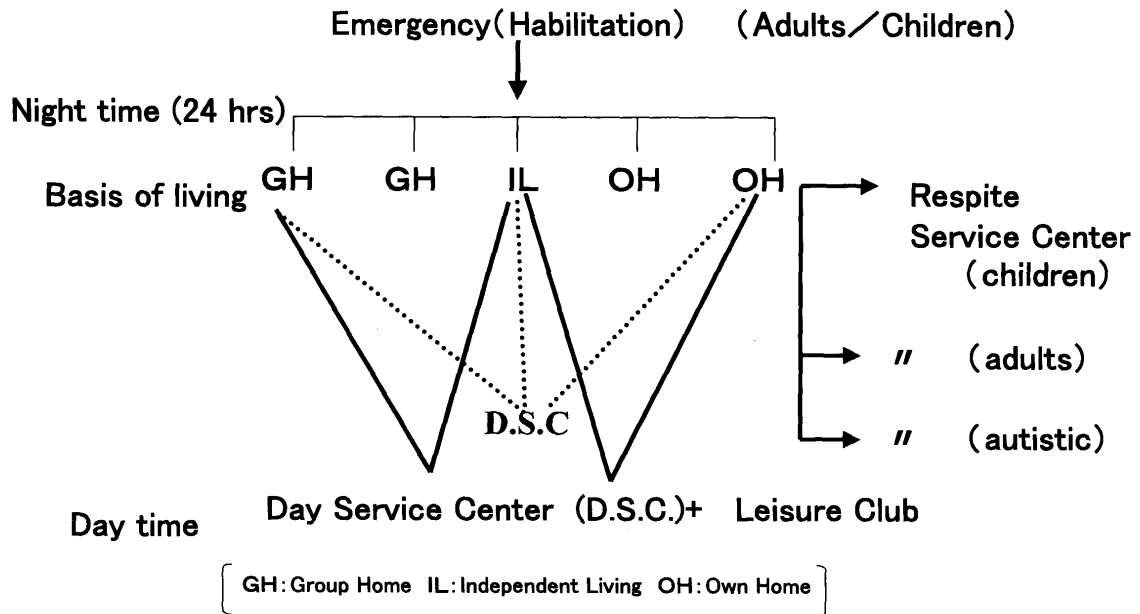 Emergency(Habilitation) (Adults／Children)
Night time (24 hrs)
Basis of living GH GH IL OH OH
Respite
Service Center
(children)
〃 (adults)
D.S.C
〃 (autistic)
Day time Day Service Center (D.S.C.)+ Leisure Club
[GH:Group Home IL:Independent Living OH:Own Home]